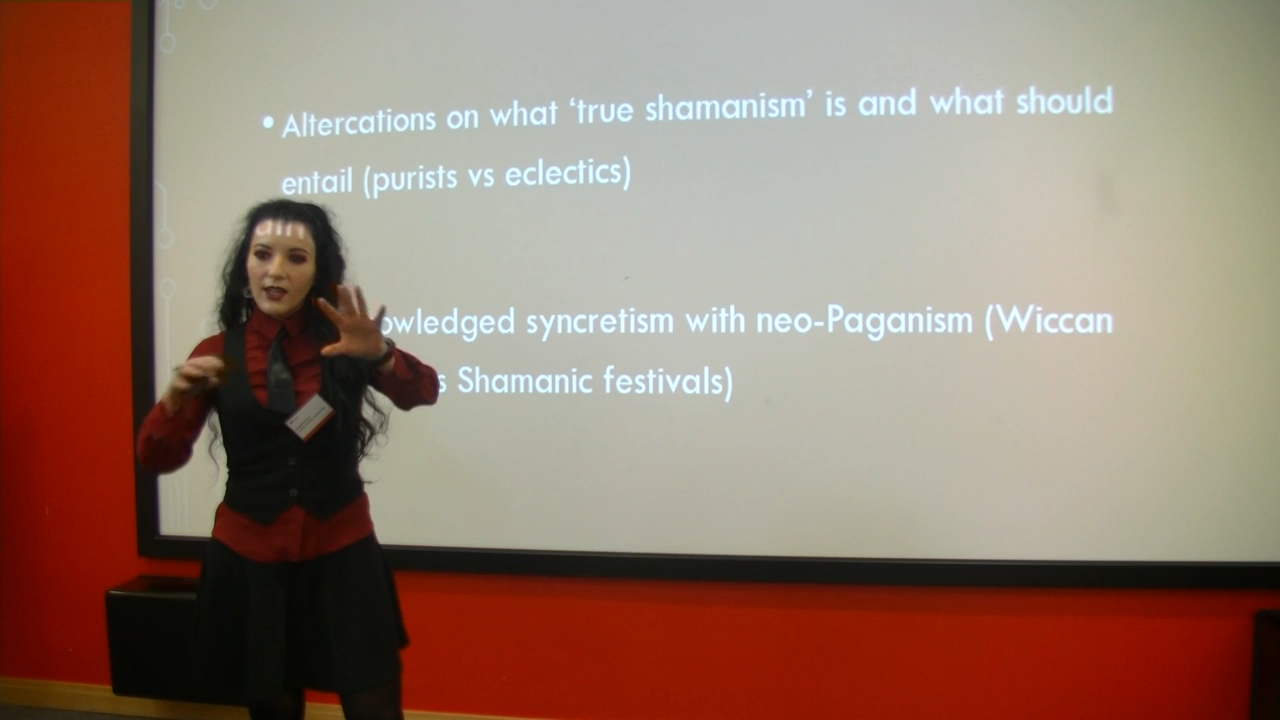 • Altercations on what ‘true shamanism’ is and what should
entail (purists vs eclectics)
owledged syncretism with neo-Paganism (Wiccan
s Shamanic festivals)